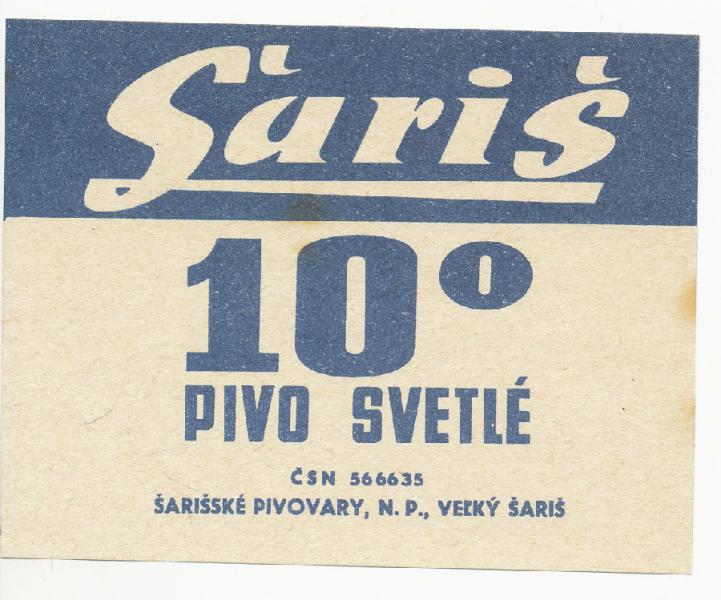 Šariš
10°
PIVO SVETLÉ
ČSN 566635
ŠARIŠSKÉ PIVOVARY, N. P., VEĽKÝ ŠARIŠ